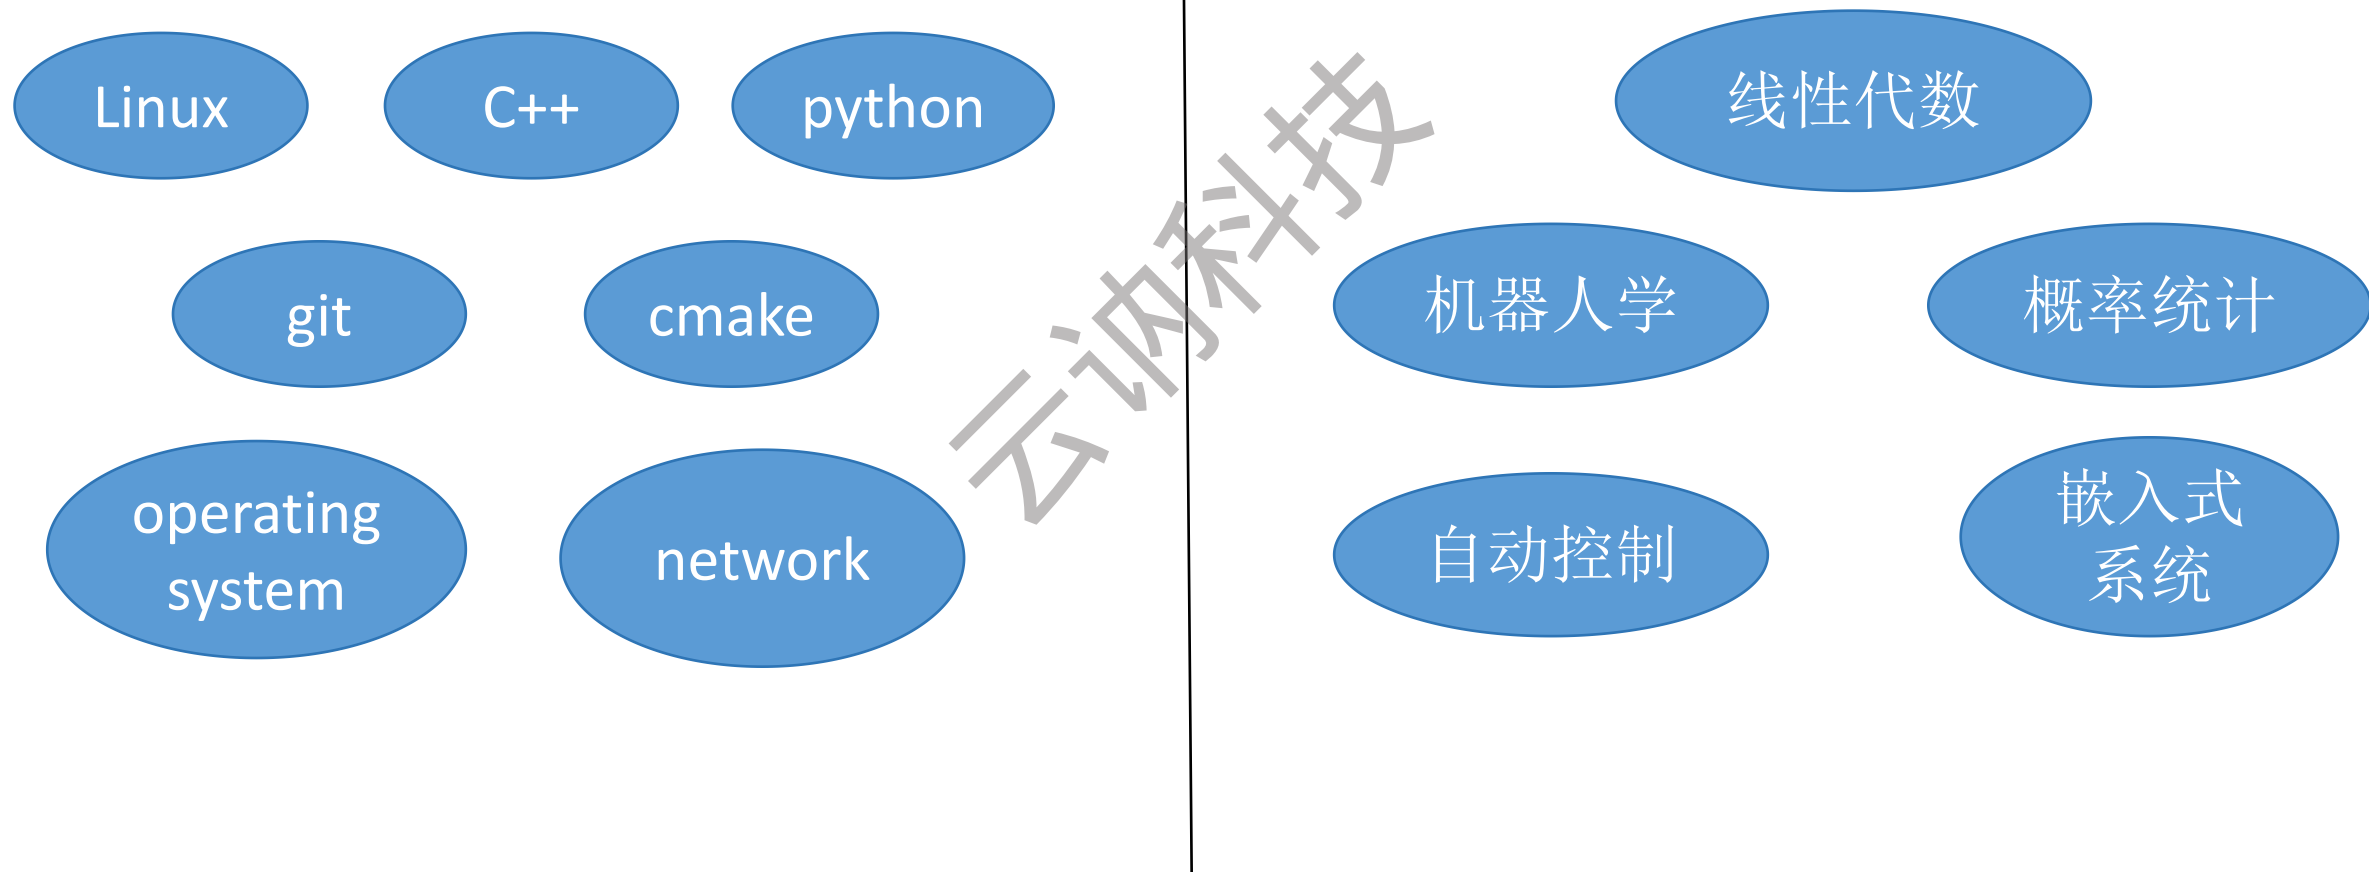 Linux
C++
python
git
cmake
operating
system
network
线性代数
机器人学
概率统计
自动控制
嵌入式
系统
云讷科技